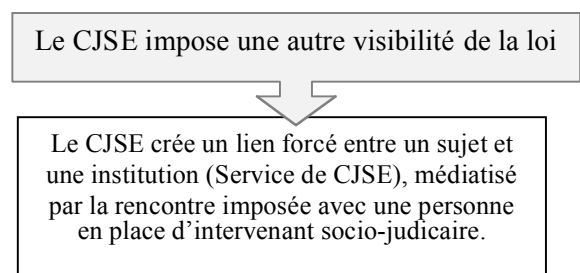 Le CJSE impose une autre visibilité de la loi
Le CJSE crée un lien forcé entre un sujet et
une institution (Service de CJSE), médiatisé
par la rencontre imposée avec une personne
en place d’intervenant socio-judicaire.